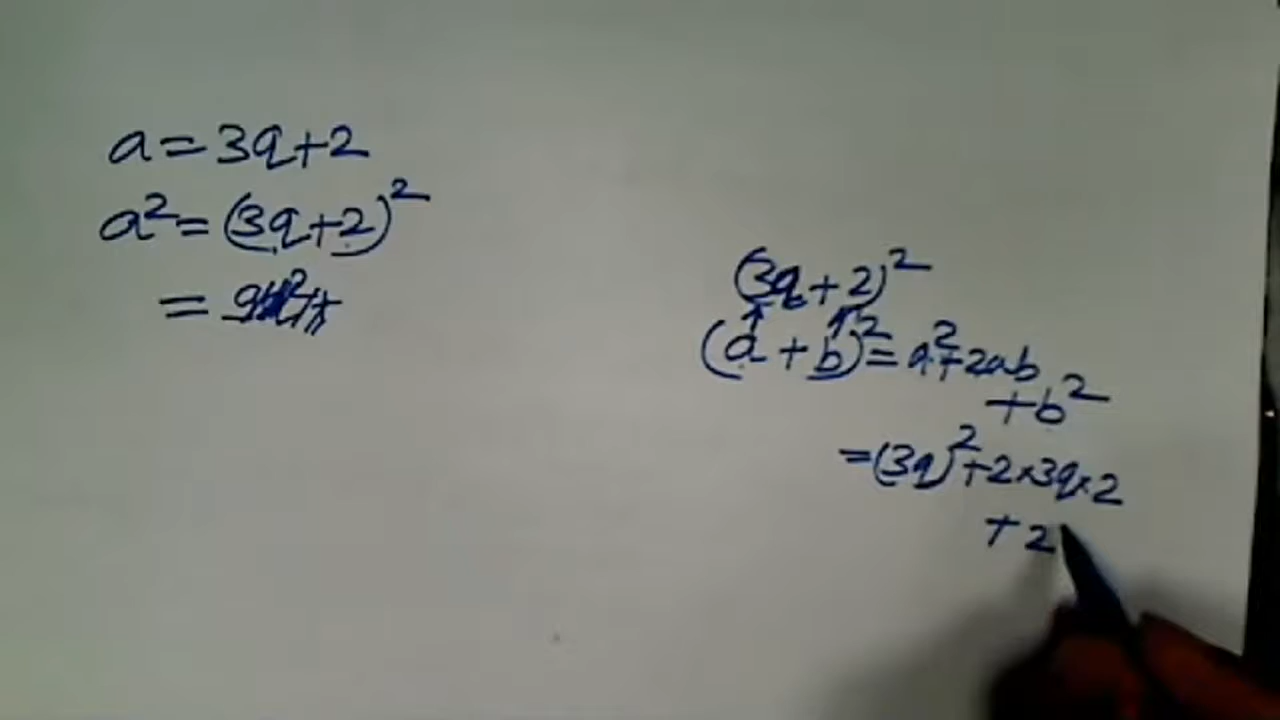 a=3q+2
a²=(3q+2)²
=
(3q+2)²
(a+b)²=a²+2ab
+b²
=(3q)²+2×3q×2
+2